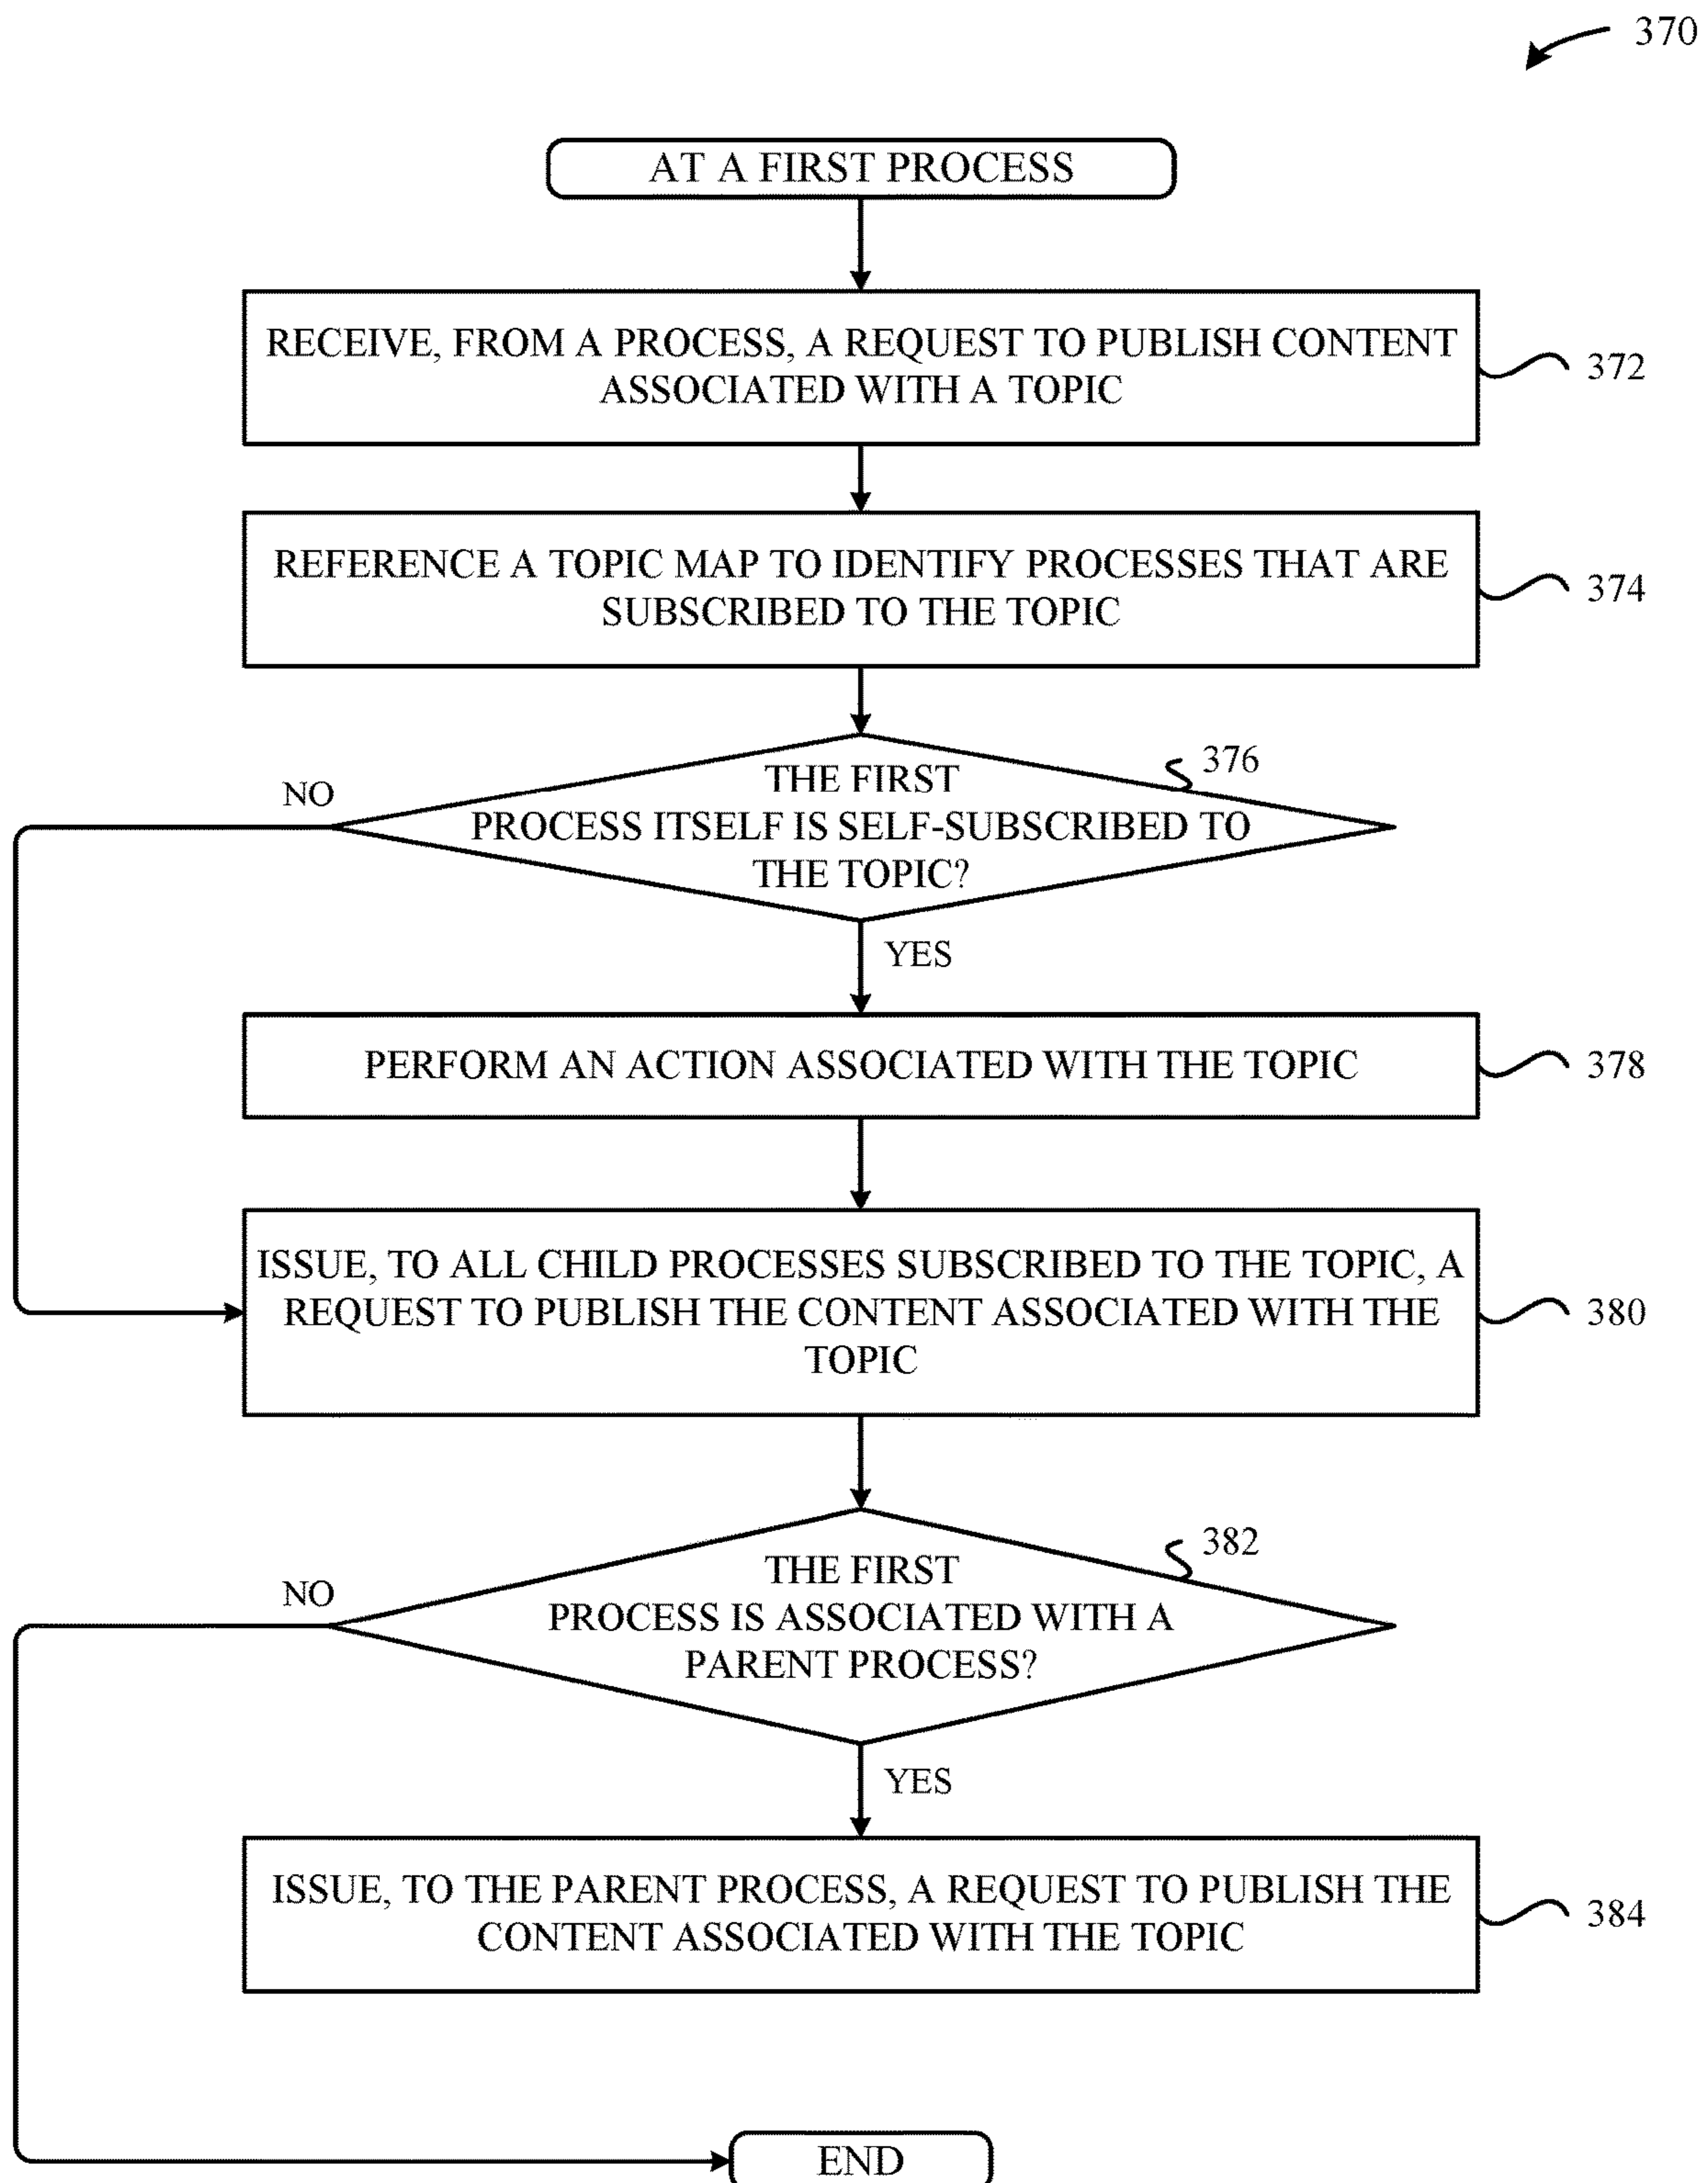 370
AT A FIRST PROCESS
RECEIVE, FROM A PROCESS, A REQUEST TO PUBLISH CONTENT
ASSOCIATED WITH A TOPIC
372
REFERENCE A TOPIC MAP TO IDENTIFY PROCESSES THAT ARE
SUBSCRIBED TO THE TOPIC
374
376
THE FIRST
PROCESS ITSELF IS SELF-SUBSCRIBED TO
THE TOPIC?
NO
YES
PERFORM AN ACTION ASSOCIATED WITH THE TOPIC
378
ISSUE, TO ALL CHILD PROCESSES SUBSCRIBED TO THE TOPIC, A
REQUEST TO PUBLISH THE CONTENT ASSOCIATED WITH THE
TOPIC
380
382
THE FIRST
PROCESS IS ASSOCIATED WITH A
PARENT PROCESS?
NO
YES
ISSUE, TO THE PARENT PROCESS, A REQUEST TO PUBLISH THE
CONTENT ASSOCIATED WITH THE TOPIC
384
END